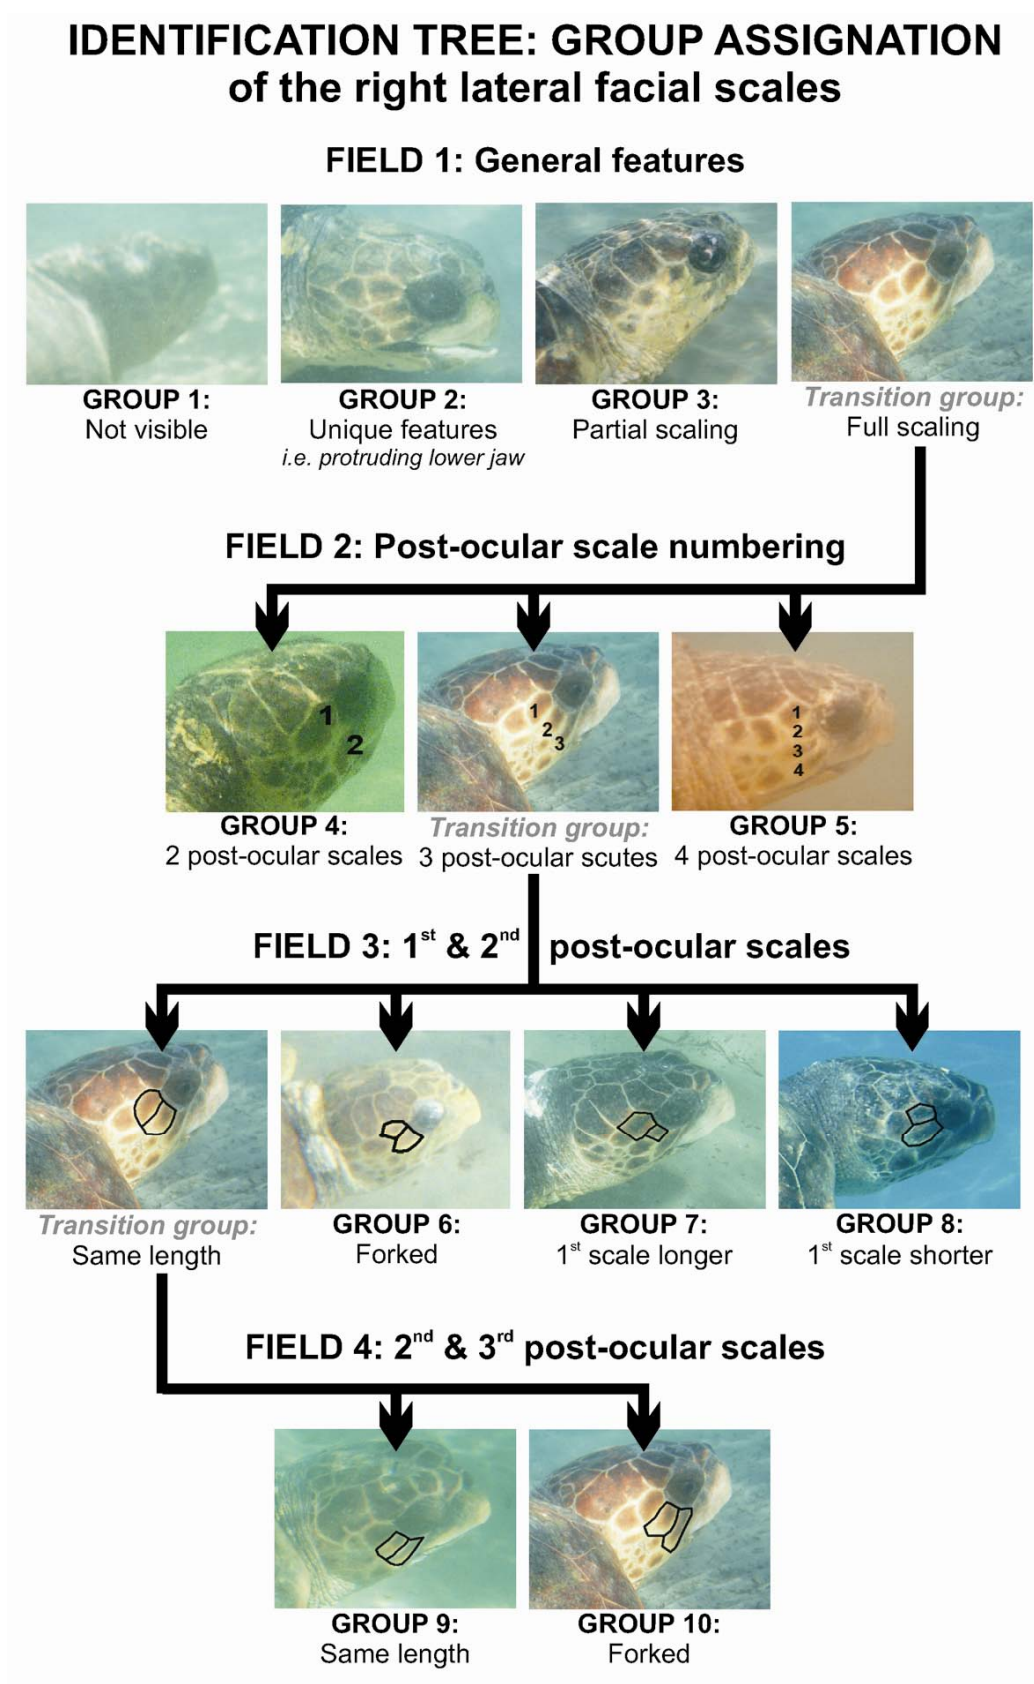 IDENTIFICATION TREE: GROUP ASSIGNATION
of the right lateral facial scales
FIELD 1: General features
GROUP 1:
Not visible
GROUP 2:
Unique features
i.e. protruding lower jaw
GROUP 3:
Partial scaling
Transition group:
Full scaling
FIELD 2: Post-ocular scale numbering
1
2
1
2
3
1
2
3
4
GROUP 4:
2 post-ocular scales
Transition group:
3 post-ocular scutes
GROUP 5:
4 post-ocular scales
FIELD 3: 1st & 2nd post-ocular scales
Transition group:
Same length
GROUP 6:
Forked
GROUP 7:
1st scale longer
GROUP 8:
1st scale shorter
FIELD 4: 2nd & 3rd post-ocular scales
GROUP 9:
Same length
GROUP 10:
Forked